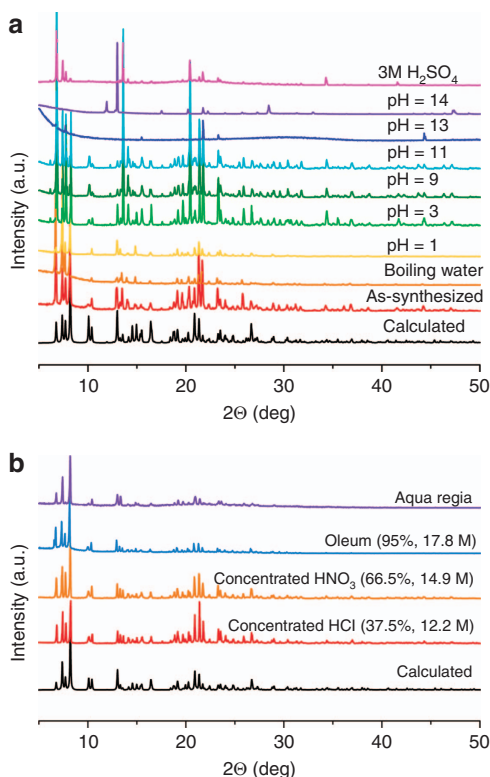 a
3M H₂SO₄
pH = 14
pH = 13
pH = 11
pH = 9
pH = 3
pH = 1
Boiling water
As-synthesized
Calculated
Intensity (a.u.)
10 20 30 40 50
2Θ (deg)
b
Aqua regia
Oleum (95%, 17.8 M)
Concentrated HNO₃ (66.5%, 14.9 M)
Concentrated HCl (37.5%, 12.2 M)
Calculated
Intensity (a.u.)
10 20 30 40 50
2Θ (deg)